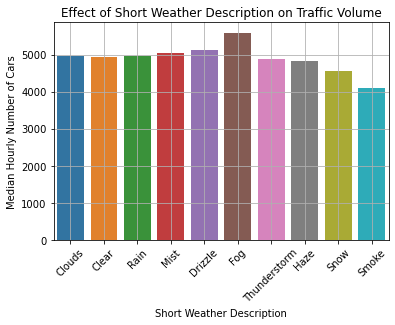 Effect of Short Weather Description on Traffic Volume
Median Hourly Number of Cars
5000
4000
3000
2000
1000
0
Clouds
Clear
Rain
Mist
Drizzle
Fog
Thunderstorm
Haze
Snow
Smoke
Short Weather Description